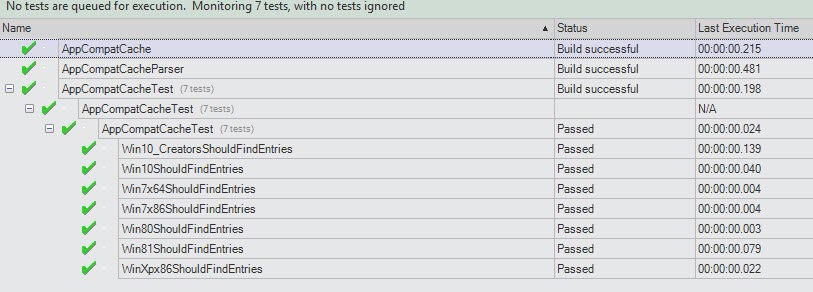 No tests are queued for execution. Monitoring 7 tests, with no tests ignored
Name Status Last Execution Time
AppCompatCache Build successful 00:00:00.215
AppCompatCacheParser Build successful 00:00:00.481
AppCompatCacheTest (7 tests) Build successful 00:00:00.198
AppCompatCacheTest (7 tests) N/A
AppCompatCacheTest (7 tests) Passed 00:00:00.024
Win10_CreatorsShouldFindEntries Passed 00:00:00.139
Win10ShouldFindEntries Passed 00:00:00.040
Win7x64ShouldFindEntries Passed 00:00:00.004
Win7x86ShouldFindEntries Passed 00:00:00.004
Win80ShouldFindEntries Passed 00:00:00.003
Win81ShouldFindEntries Passed 00:00:00.079
WinXpx86ShouldFindEntries Passed 00:00:00.022